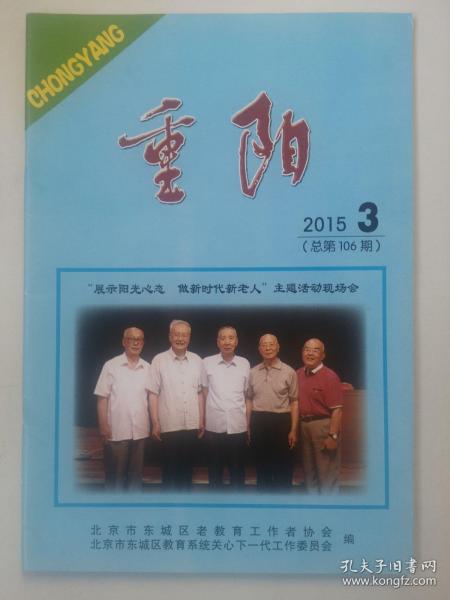 CHONGYANG
重阳
2015 3
(总第106期)
“展示阳光心态 做新时代新老人”主题活动现场会
北京市东城区老教育工作者协会
北京市东城区教育系统关心下一代工作委员会 编
孔夫子旧书网
www.kongfz.com